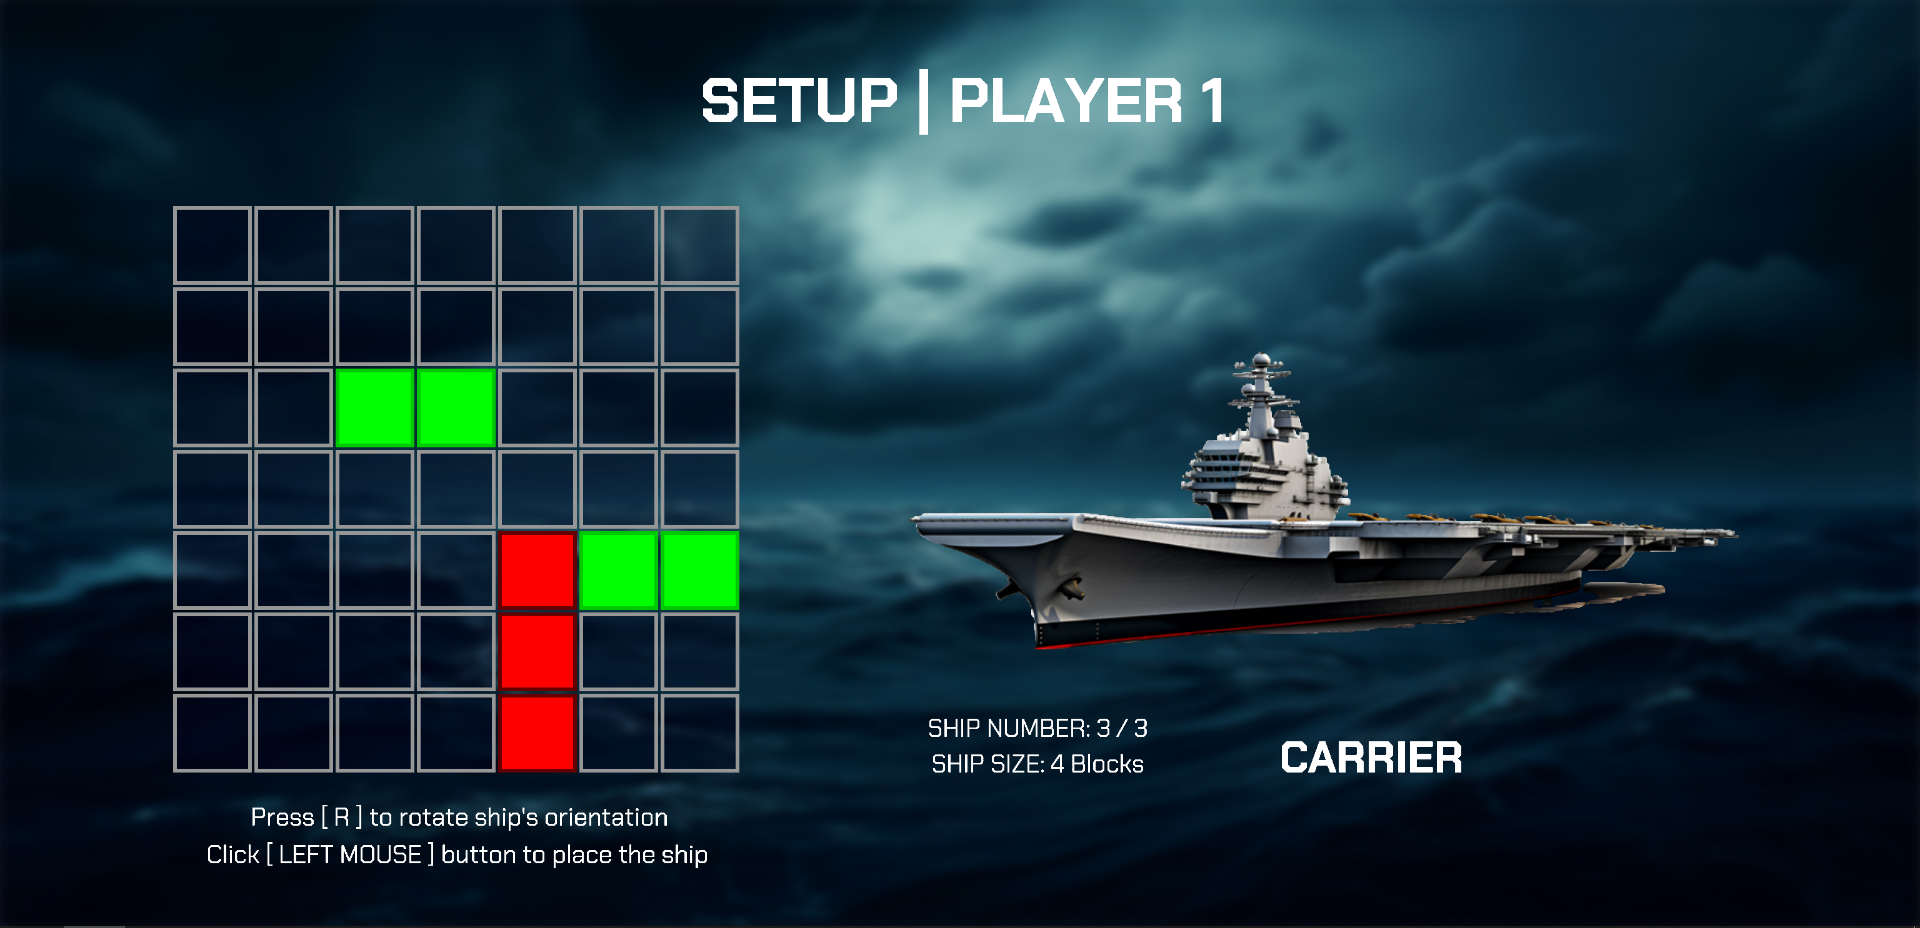 SETUP | PLAYER 1
SHIP NUMBER: 3 / 3
SHIP SIZE: 4 Blocks
CARRIER
Press [ R ] to rotate ship's orientation
Click [ LEFT MOUSE ] button to place the ship